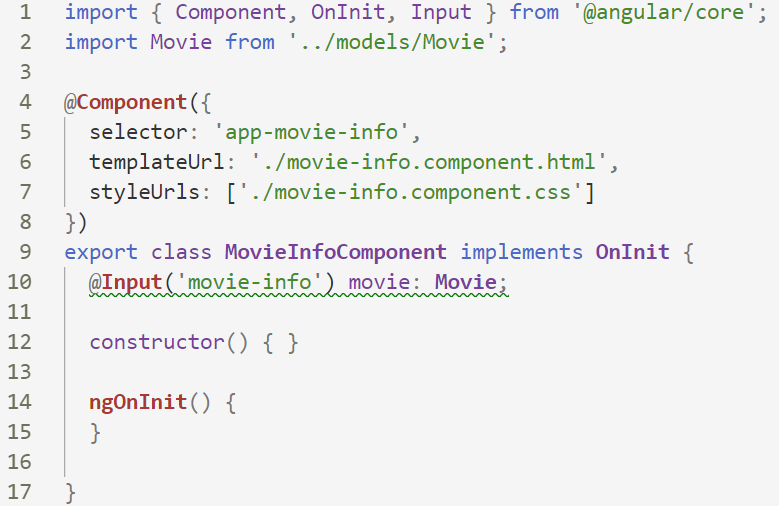 1 import { Component, OnInit, Input } from '@angular/core';
2 import Movie from '../models/Movie';
3
4 @Component({
5   selector: 'app-movie-info',
6   templateUrl: './movie-info.component.html',
7   styleUrls: ['./movie-info.component.css']
8 })
9 export class MovieInfoComponent implements OnInit {
10   @Input('movie-info') movie: Movie;
11
12   constructor() { }
13
14   ngOnInit() {
15   }
16
17 }